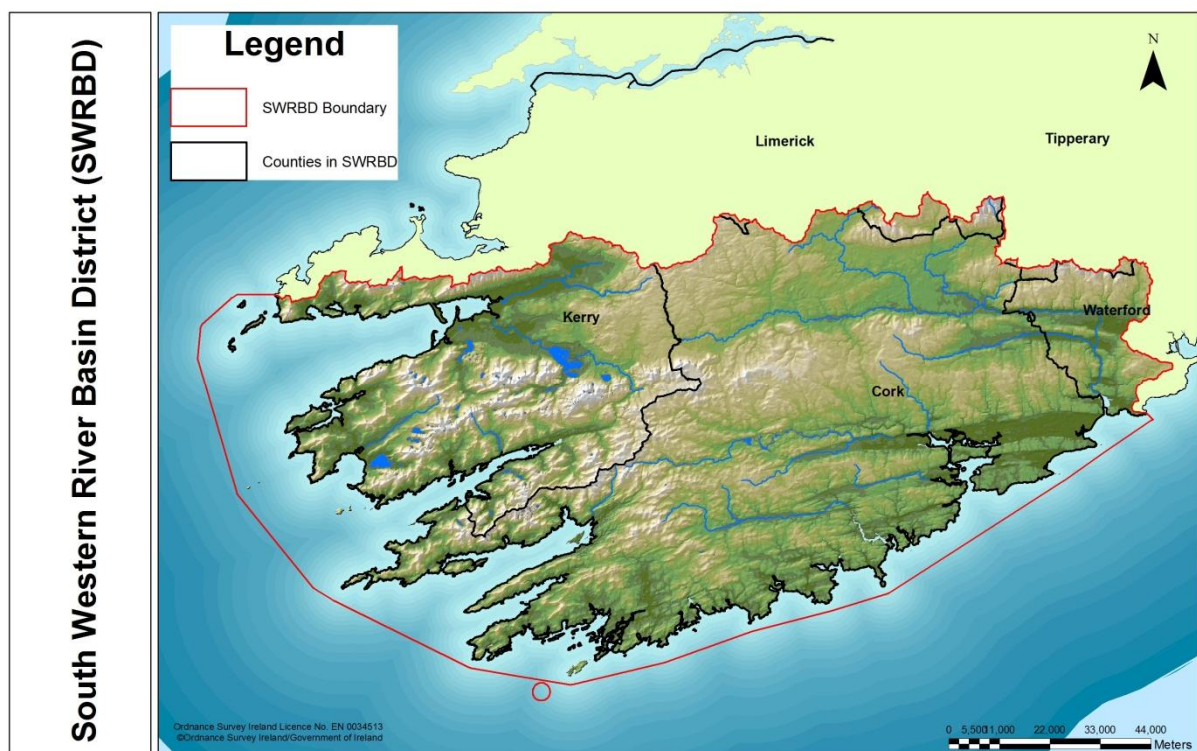 South Western River Basin District (SWRBD)
Legend
SWRBD Boundary
Counties in SWRBD
N
Limerick
Tipperary
Kerry
Waterford
Cork
Ordnance Survey Ireland Licence No. EN 0034513
©Ordnance Survey Ireland/Government of Ireland
0 5,500 11,000 22,000 33,000 44,000
Meters